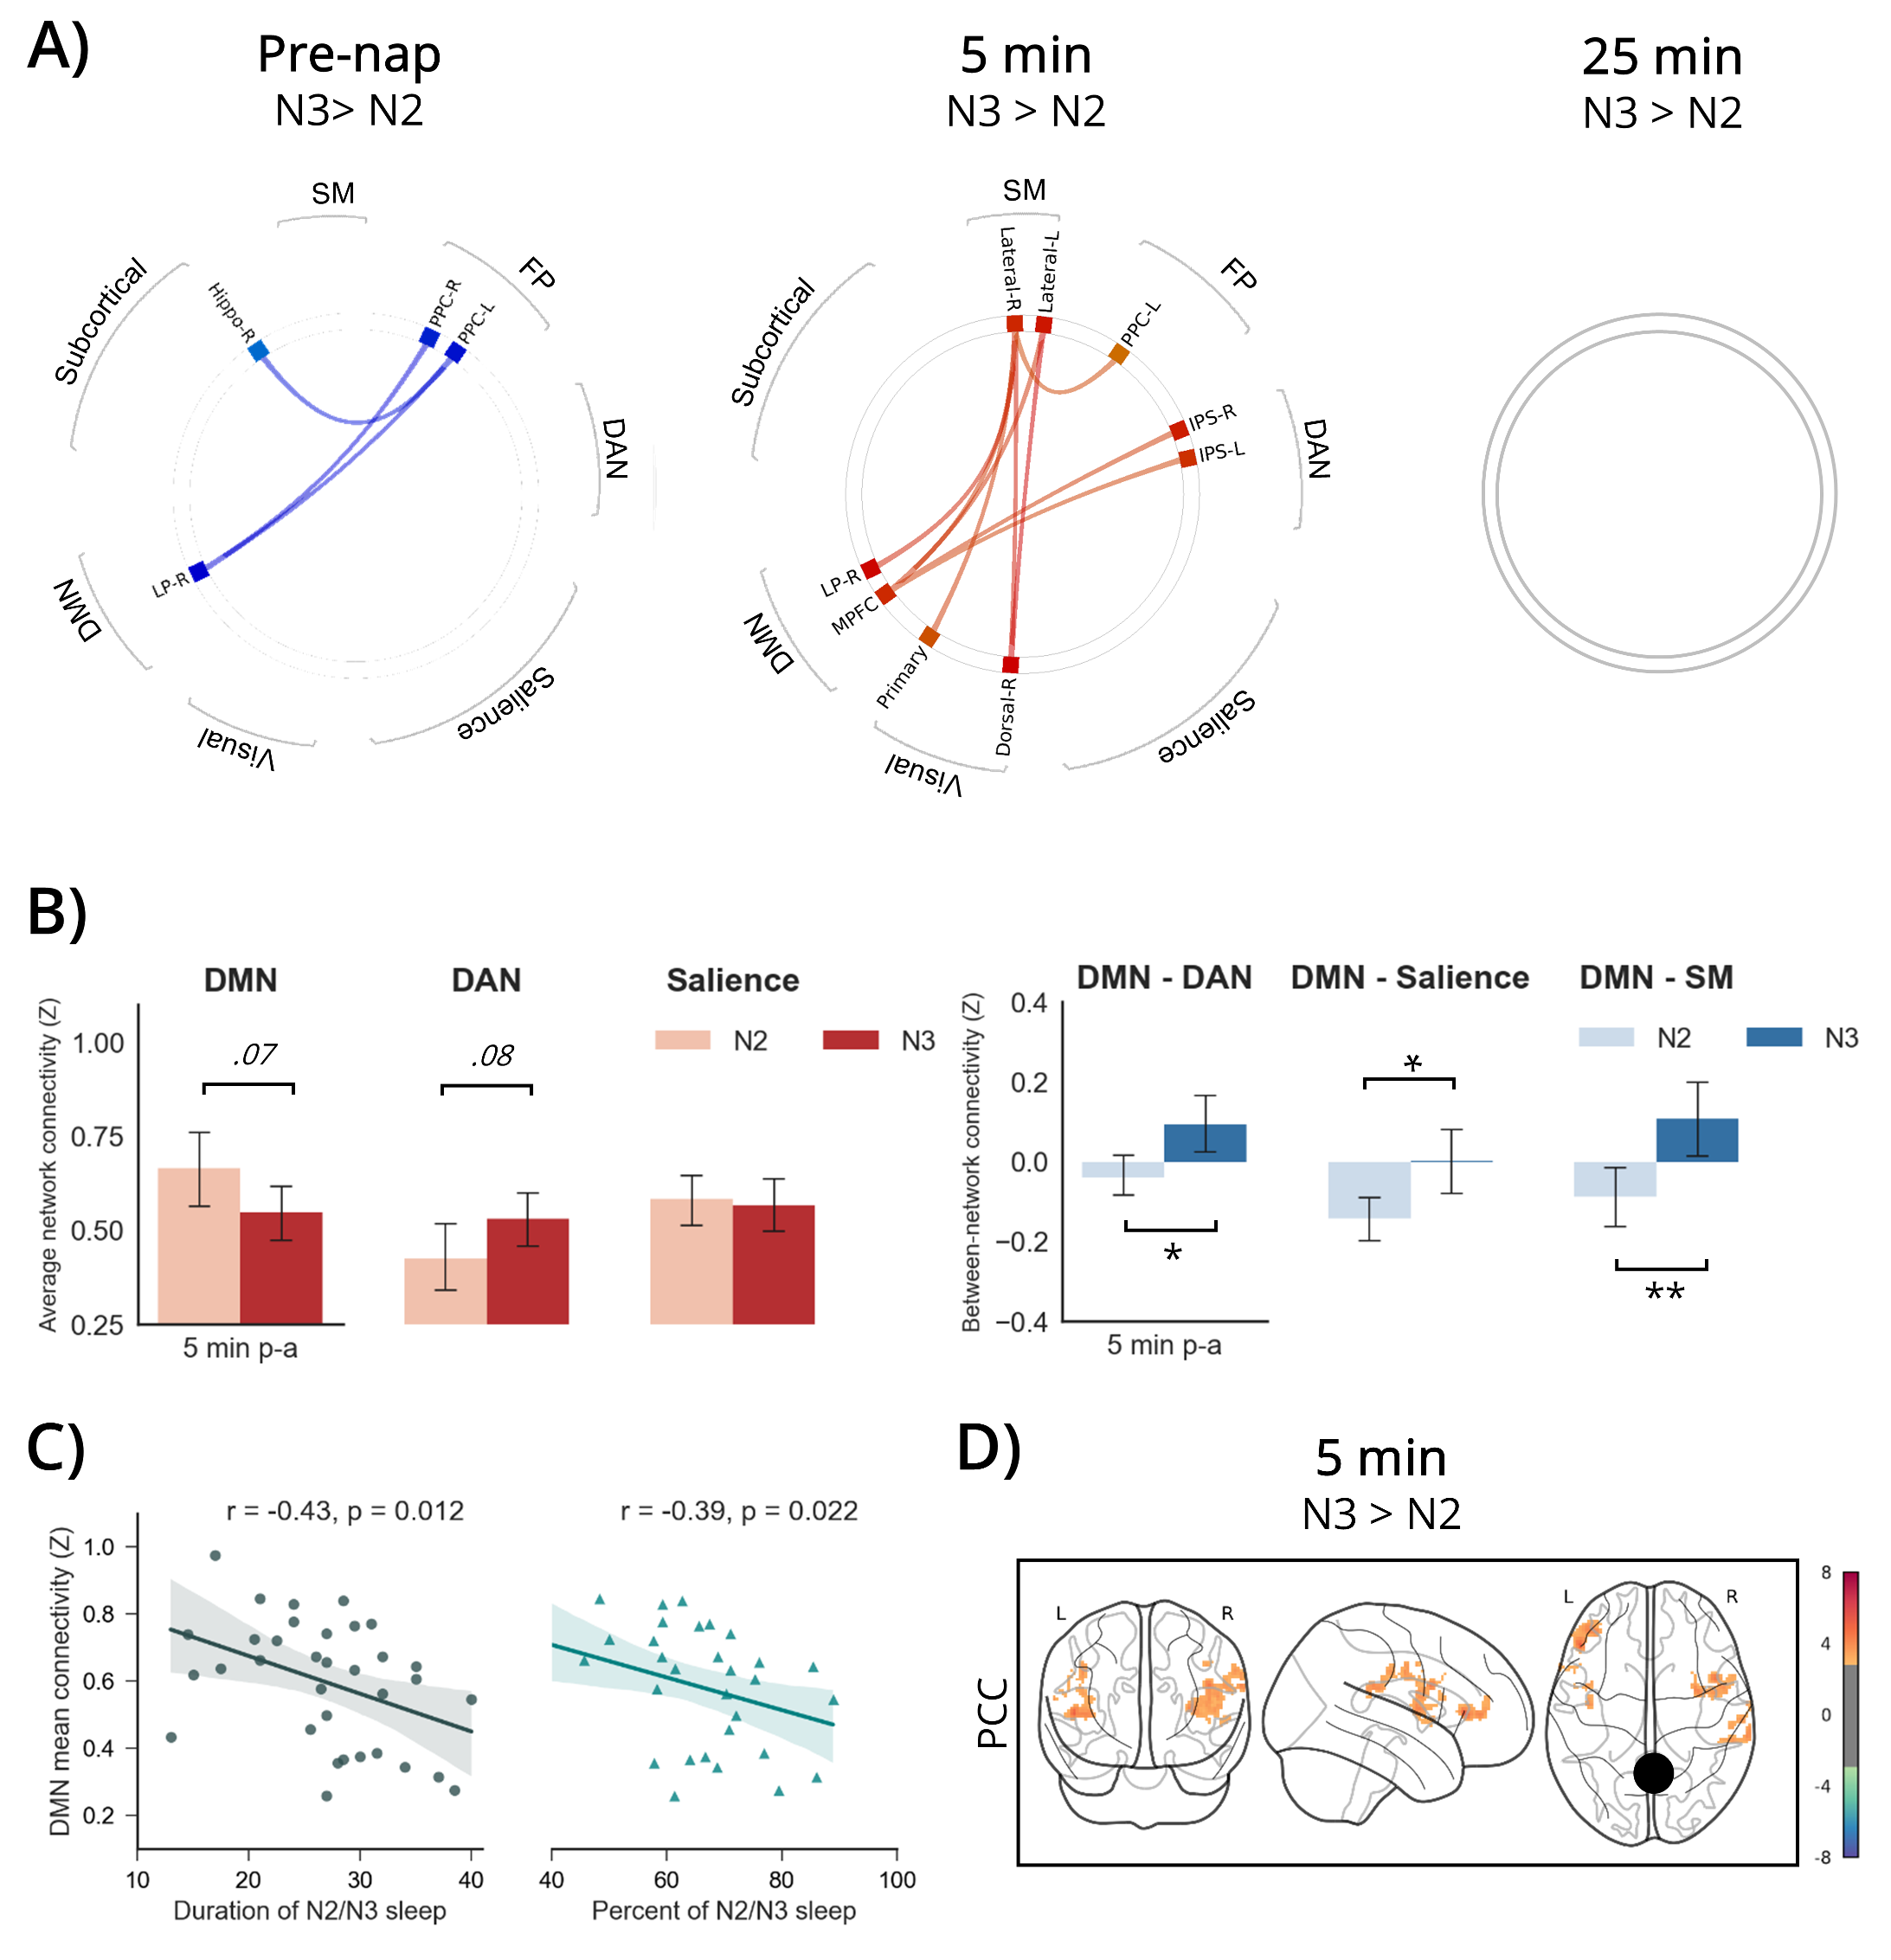 A)
Pre-nap
N3> N2
5 min
N3 > N2
25 min
N3 > N2
SM
FP
DAN
Salience
Visual
DMN
Subcortical
Hippo-R
PPC-R
PPC-L
LP-R
SM
FP
DAN
Salience
Visual
DMN
Subcortical
Lateral-R
Lateral-L
PPC-L
IPS-R
IPS-L
LP-R
MPFC
Primary
Dorsal-R
B)
DMN
DAN
Salience
N2
N3
Average network connectivity (Z)
1.00
0.75
0.50
0.25
.07
.08
5 min p-a
DMN - DAN
DMN - Salience
DMN - SM
N2
N3
Between-network connectivity (Z)
0.4
0.2
0.0
−0.2
−0.4
*
*
**
5 min p-a
C)
r = -0.43, p = 0.012
r = -0.39, p = 0.022
DMN mean connectivity (Z)
1.0
0.8
0.6
0.4
0.2
10 20 30 40
Duration of N2/N3 sleep
40 60 80 100
Percent of N2/N3 sleep
D)
5 min
N3 > N2
PCC
L R
L R
8
4
0
-4
-8